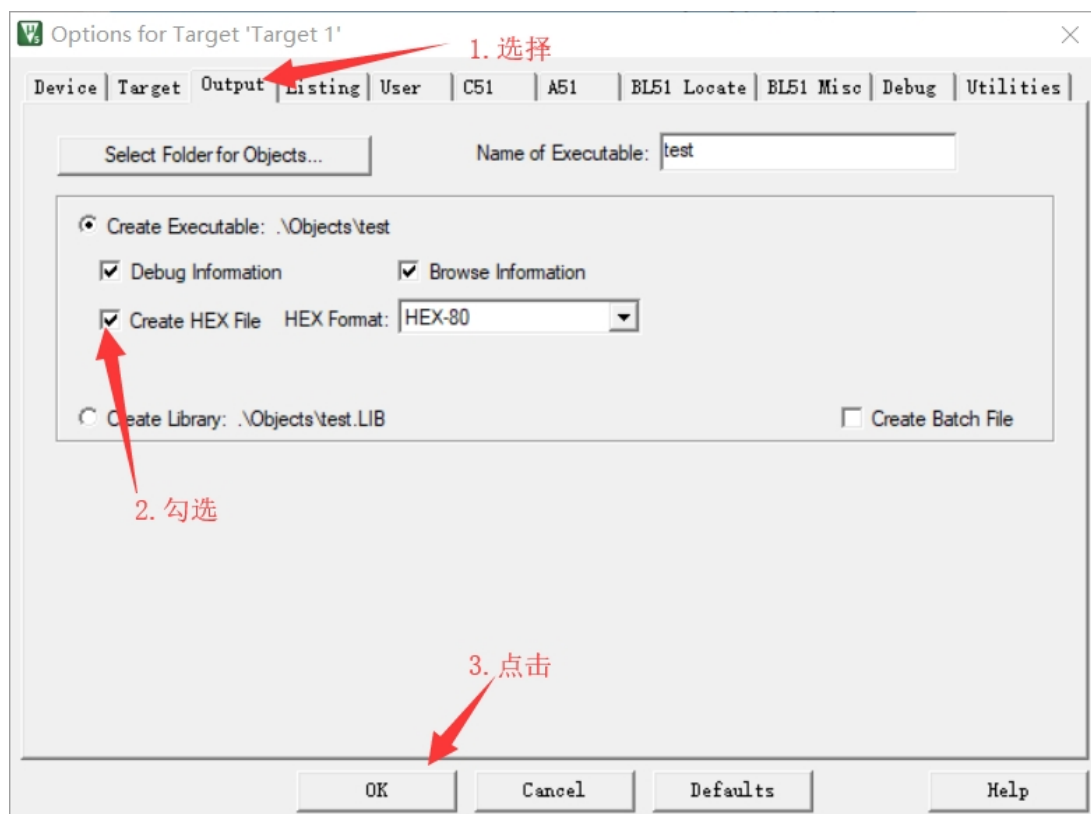 Options for Target 'Target 1'
1.选择
Device Target Output Listing User C51 A51 BL51 Locate BL51 Misc Debug Utilities
Select Folder for Objects... Name of Executable: test
Create Executable: .\Objects\test
Debug Information Browse Information
Create HEX File HEX Format: HEX-80
Create Library: .\Objects\test.LIB Create Batch File
2.勾选
3.点击
OK Cancel Defaults Help